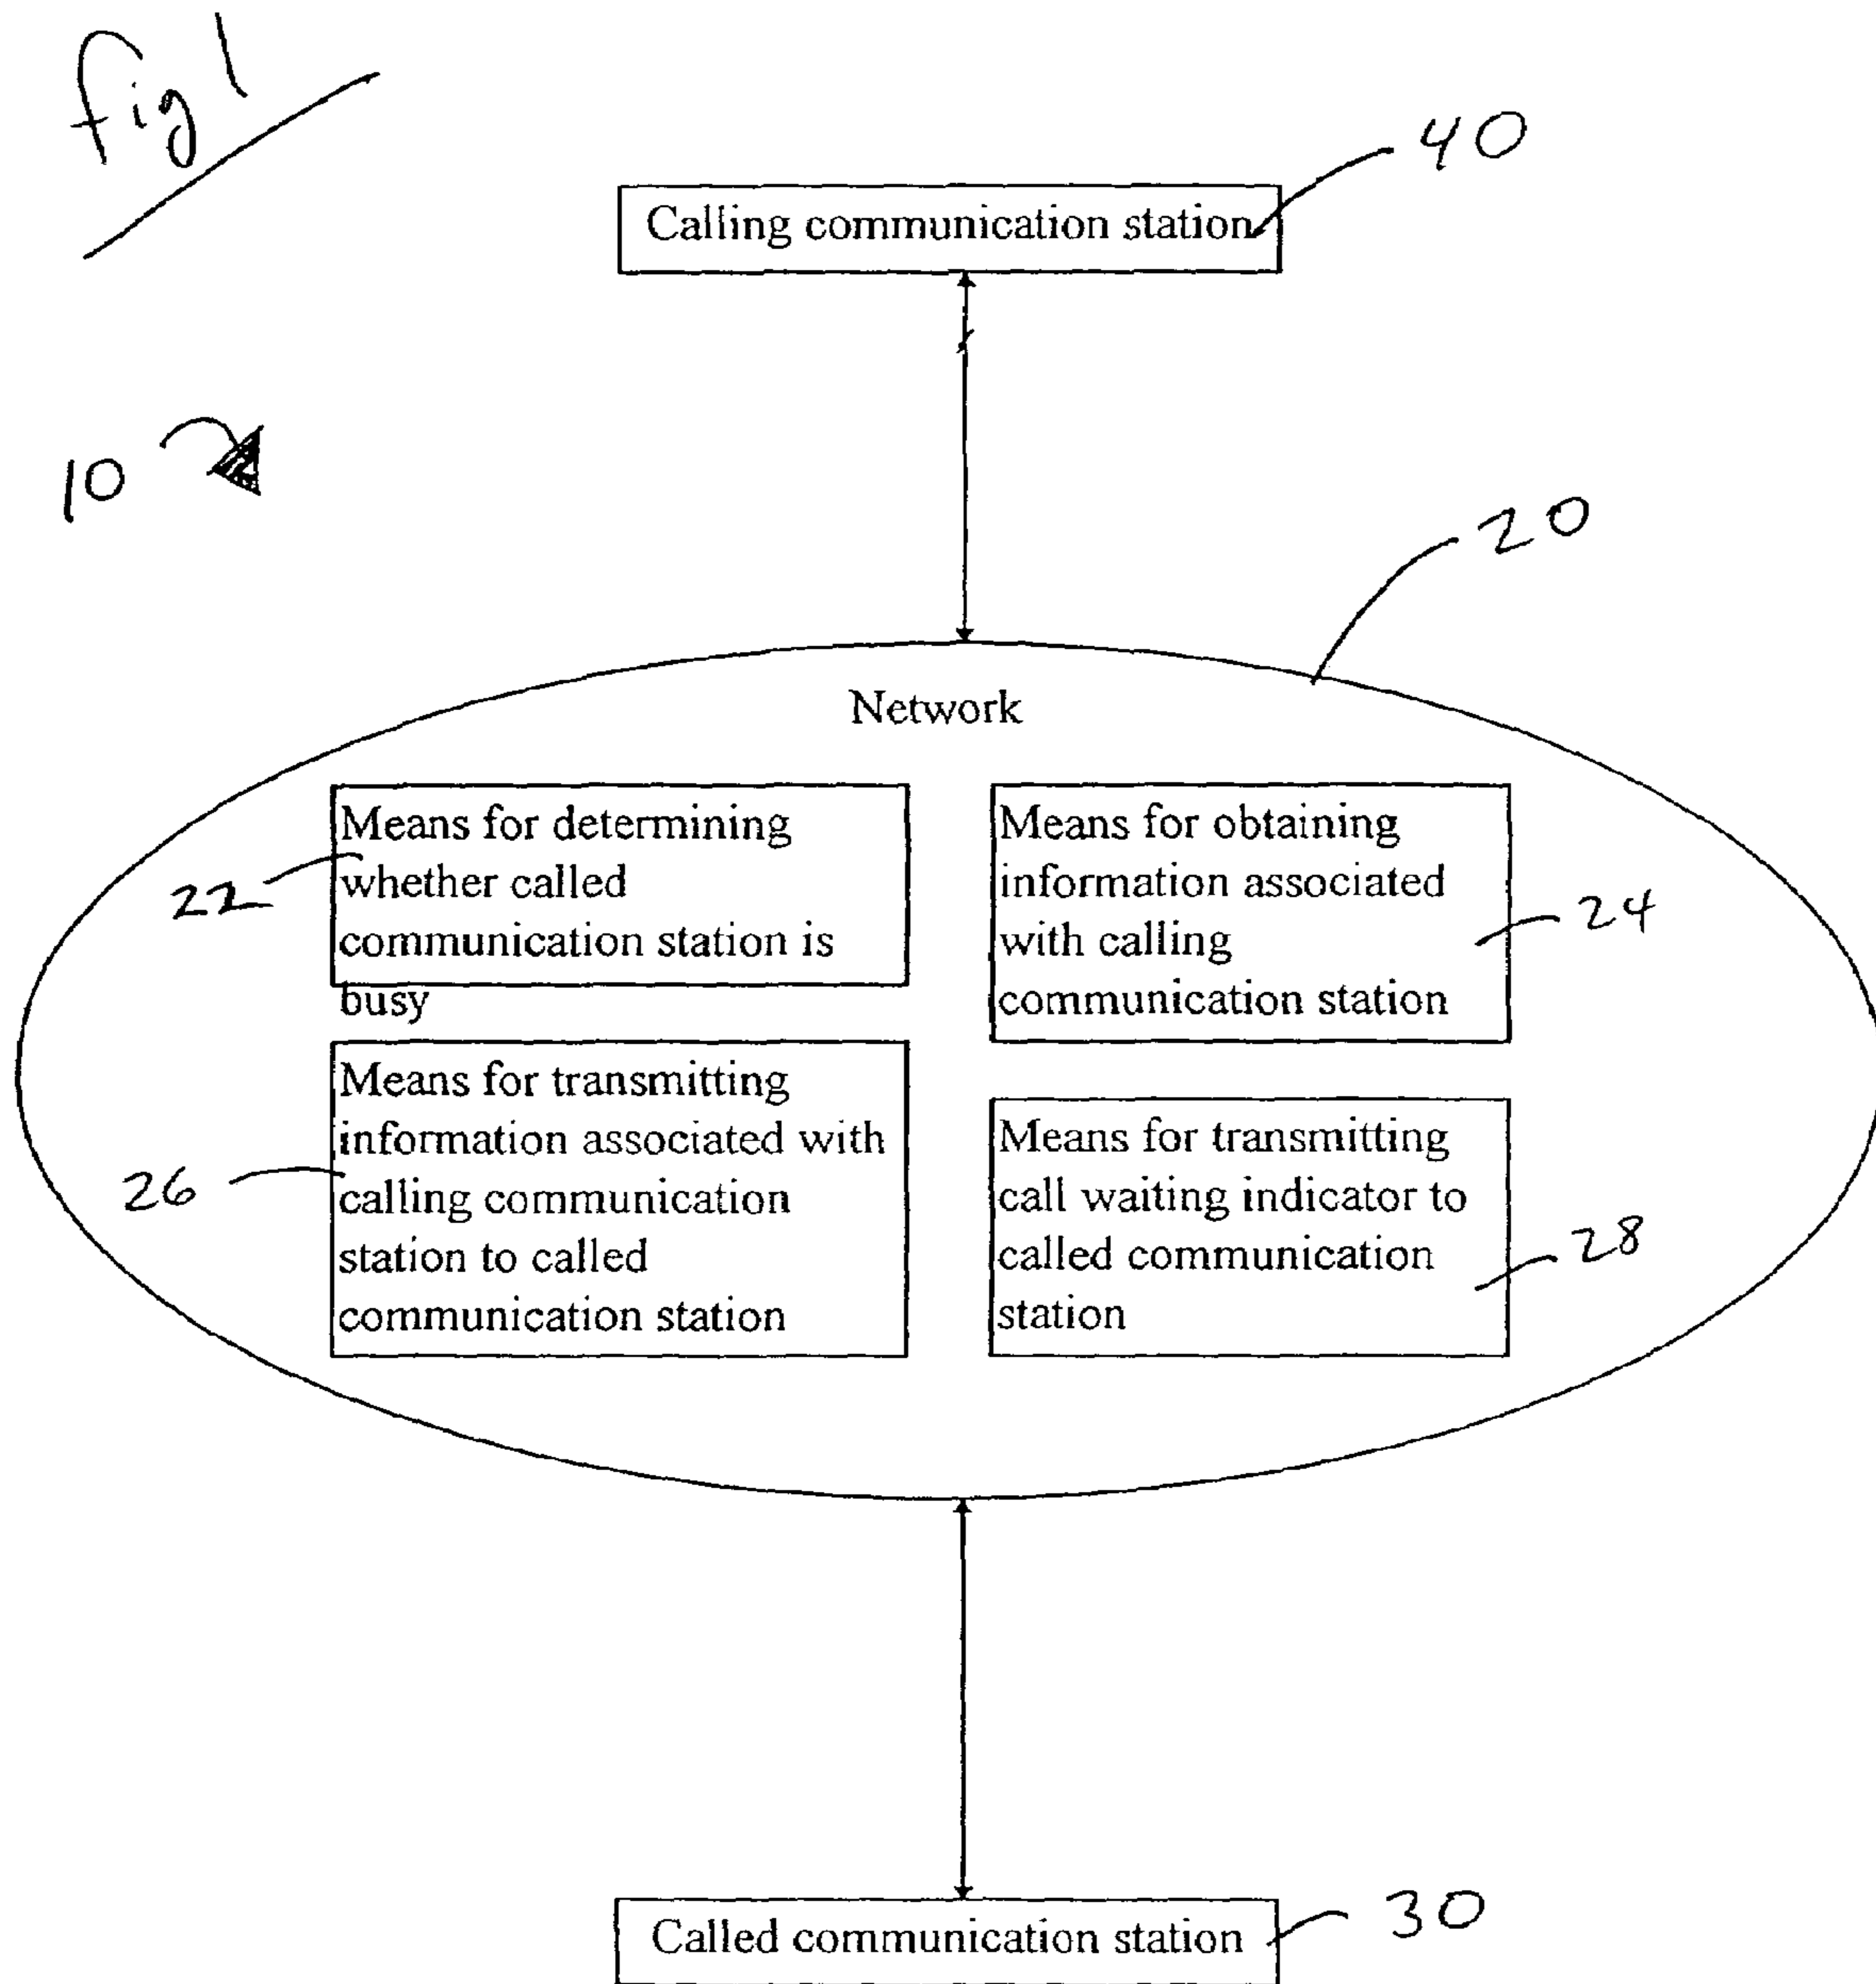 fig 1
40
Calling communication station
10
20
Network
Means for determining
whether called
communication station is
busy
22
Means for obtaining
information associated
with calling
communication station
24
Means for transmitting
information associated with
calling communication
station to called
communication station
26
Means for transmitting
call waiting indicator to
called communication
station
28
Called communication station
30